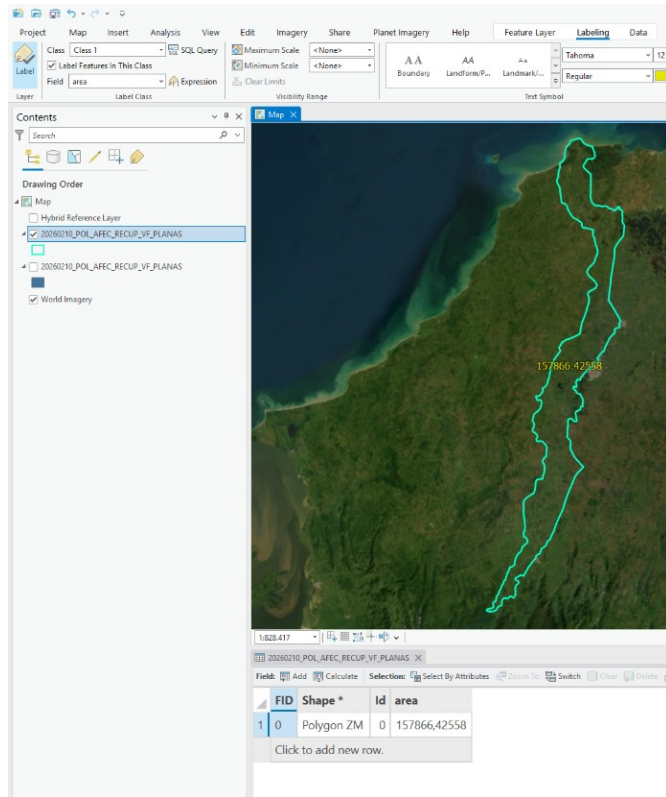 Project Map Insert Analysis View Edit Imagery Share Planet Imagery Help Feature Layer Labeling Data
Class Class 1 SQL Query Maximum Scale <None>
Label Features In This Class Minimum Scale <None>
Label
Field area Expression Clear Limits
AA AA Aa
Boundary Landform/P... Landmark/...
Tahoma 12
Regular
Layer Label Class Visibility Range Text Symbol
Contents
Search
Drawing Order
Map
Hybrid Reference Layer
20260210_POL_AFEC_RECUP_VF_PLANAS
20260210_POL_AFEC_RECUP_VF_PLANAS
World Imagery
Map
157866.42558
1:828.417
20260210_POL_AFEC_RECUP_VF_PLANAS
Field: Add Calculate Selection: Select By Attributes Zoom To Switch Clear Delete
FID Shape * Id area
1 0 Polygon ZM 0 157866,42558
Click to add new row.